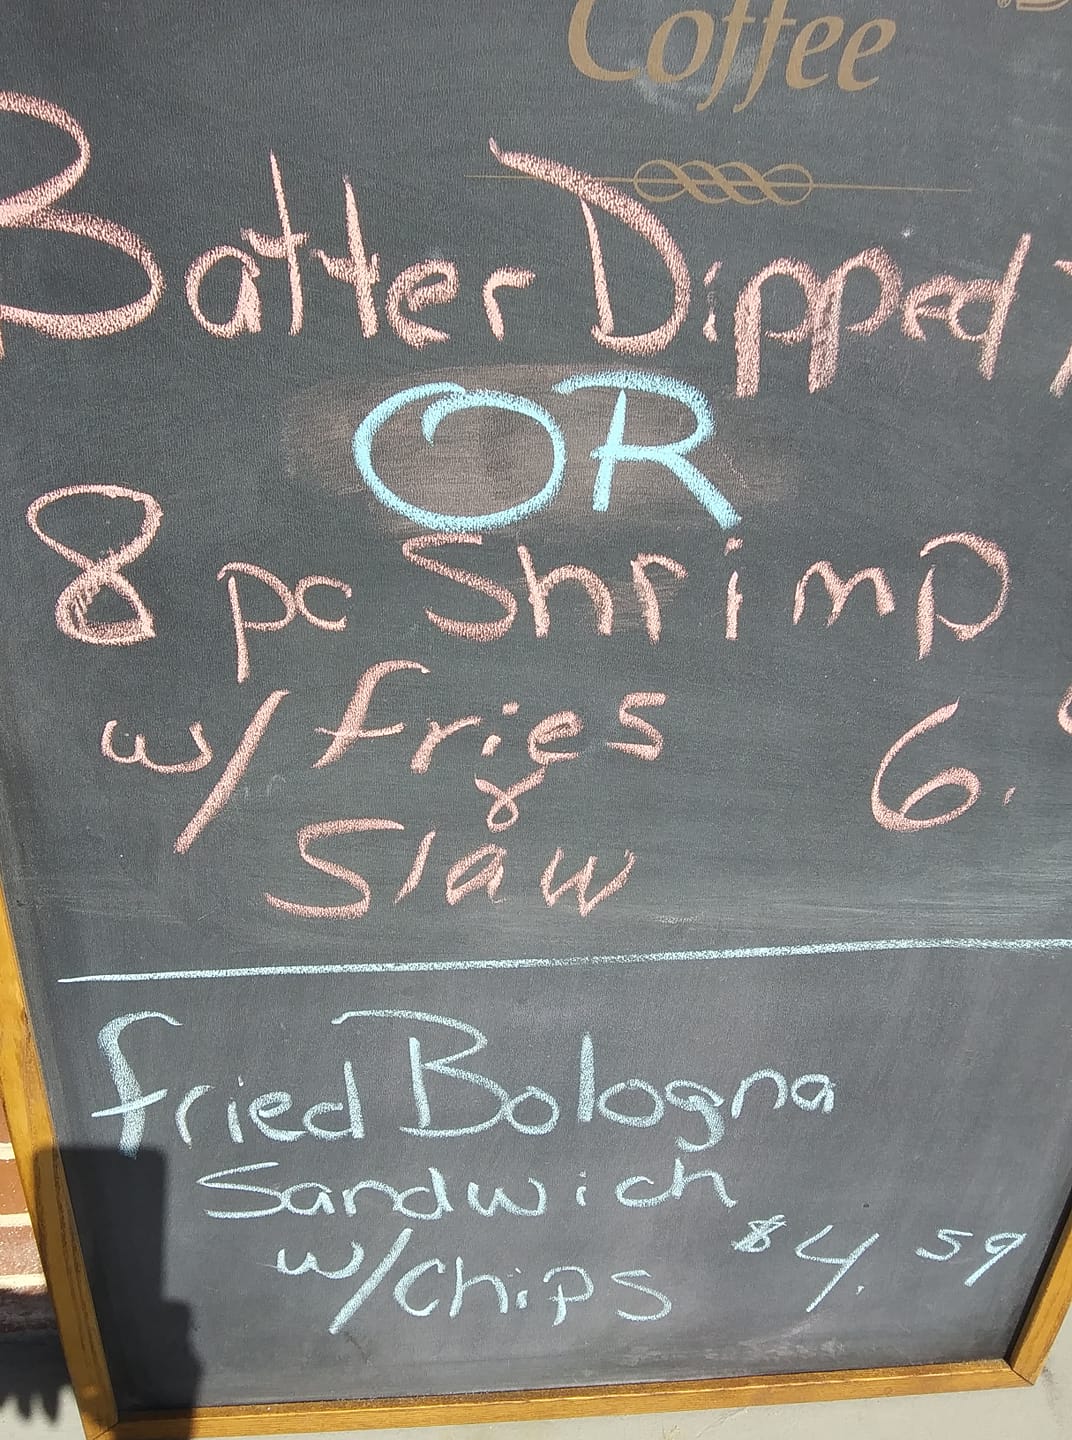 Coffee
Batter Dipped
OR
8 pc Shrimp
w/ fries 6.
&
Slaw
Fried Bologna
Sandwich
w/chips $4.59